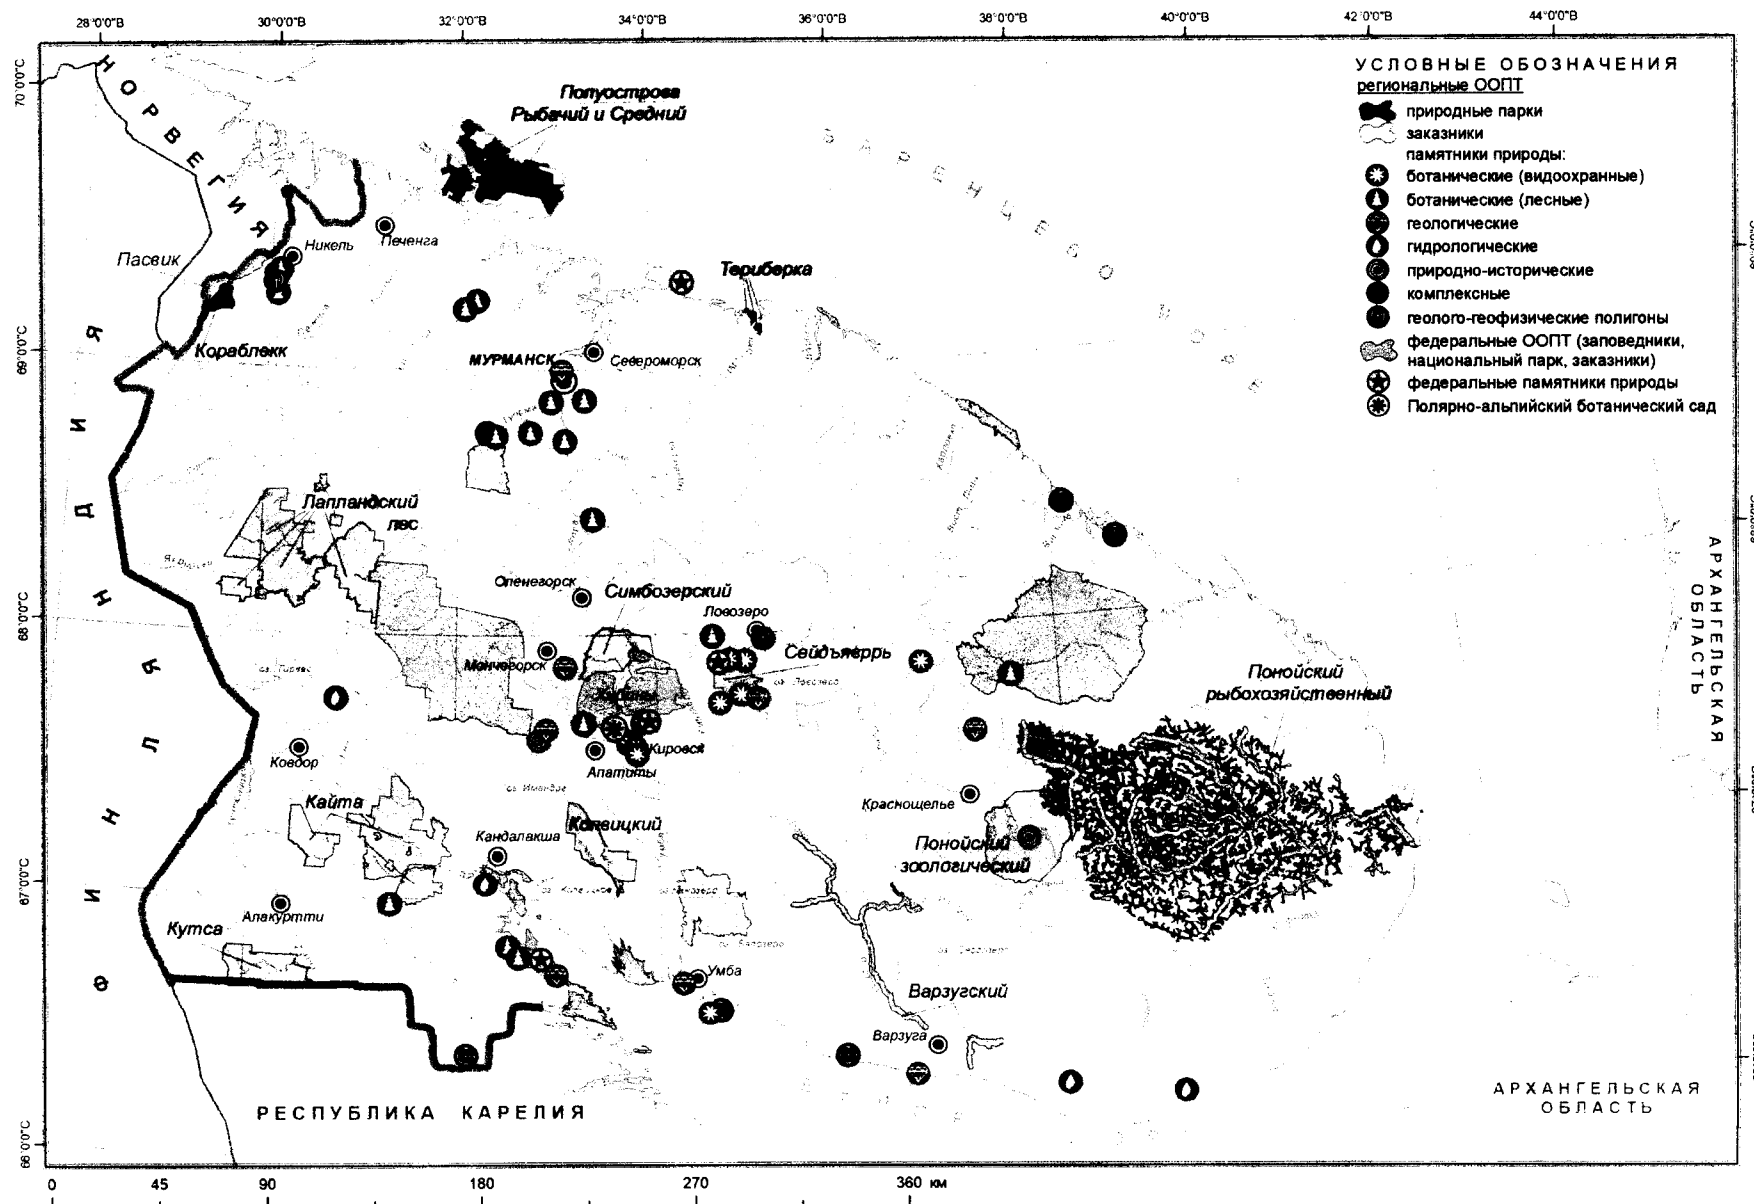 28°0'0"В 30°0'0"В 32°0'0"В 34°0'0"В 36°0'0"В 38°0'0"В 40°0'0"В 42°0'0"В 44°0'0"В
70°0'0"С
69°0'0"С
68°0'0"С
67°0'0"С
66°0'0"С
НОРВЕГИЯ
ФИНЛЯНДИЯ
БАРЕНЦЕВО МОРЕ
УСЛОВНЫЕ ОБОЗНАЧЕНИЯ
региональные ООПТ
природные парки
заказники
памятники природы:
ботанические (видоохранные)
ботанические (лесные)
геологические
гидрологические
природно-исторические
комплексные
геолого-геофизические полигоны
федеральные ООПТ (заповедники,
национальный парк, заказники)
федеральные памятники природы
Полярно-альпийский ботанический сад
Полуострова
Рыбачий и Средний
Печенга
Никель
Пасвик
Кораблекк
Териберка
МУРМАНСК
Североморск
Лапландский
лес
Оленегорск
Симбозерский
Ловозеро
Мончегорск
Сейдъявврь
оз. Ловозеро
Хибины
Кировск
Апатиты
Ковдор
оз. Имандра
Понойский
рыбохозяйственный
Краснощелье
Понойский
зоологический
Кайта
Кандалакша
Колвицкий
Алакуртти
Кутса
Умба
Варзугский
Варзуга
РЕСПУБЛИКА КАРЕЛИЯ
АРХАНГЕЛЬСКАЯ
ОБЛАСТЬ
АРХАНГЕЛЬСКАЯ
ОБЛАСТЬ
0 45 90 180 270 360 км